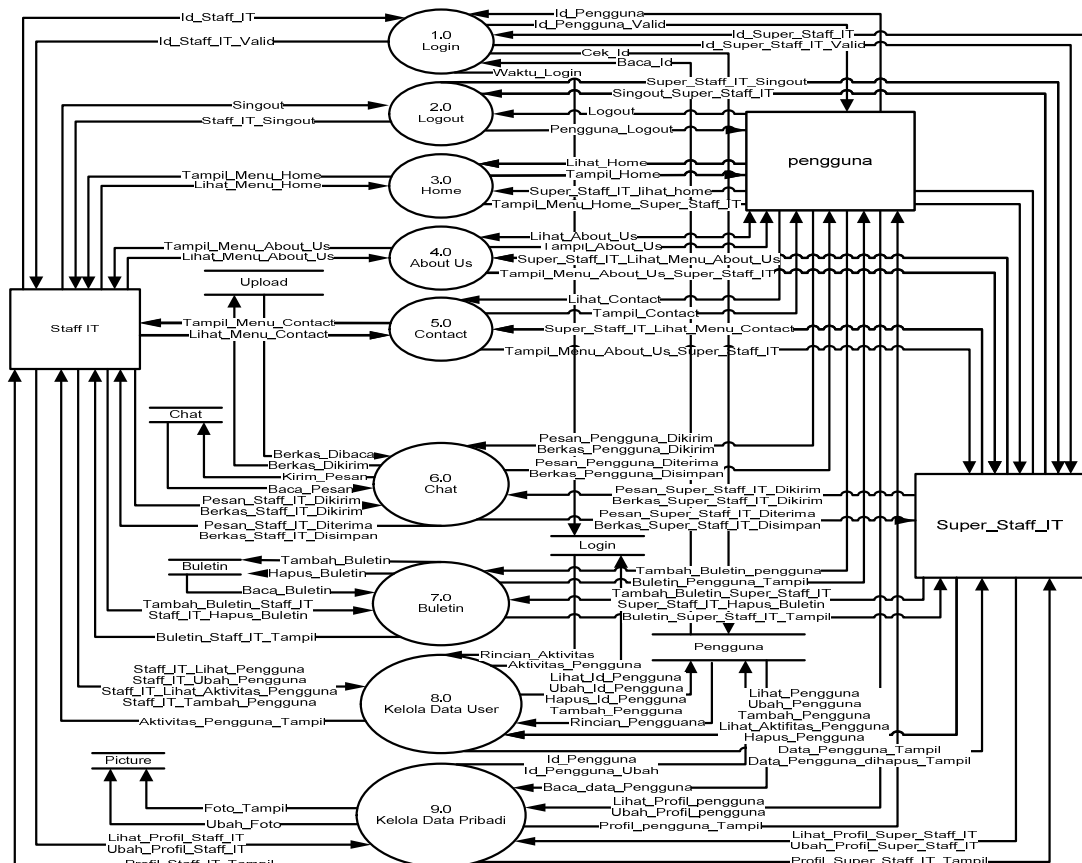 Id_Staff_IT
Id_Staff_IT_Valid
1.0
Login
Id_Pengguna
Id_Pengguna_Valid
Id_Super_Staff_IT
Id_Super_Staff_IT_Valid
Cek_Id
Baca_Id
Waktu_Login
Super_Staff_IT_Singout
Singout_Super_Staff_IT
Singout
Staff_IT_Singout
2.0
Logout
Logout
Pengguna_Logout
pengguna
Tampil_Menu_Home
Lihat_Menu_Home
3.0
Home
Lihat_Home
Tampil_Home
Super_Staff_IT_lihat_home
Tampil_Menu_Home_Super_Staff_IT
Tampil_Menu_About_Us
Lihat_Menu_About_Us
4.0
About Us
Lihat_About_Us
Tampil_About_Us
Super_Staff_IT_Lihat_Menu_About_Us
Tampil_Menu_About_Us_Super_Staff_IT
Upload
Staff IT
Tampil_Menu_Contact
Lihat_Menu_Contact
5.0
Contact
Lihat_Contact
Tampil_Contact
Super_Staff_IT_Lihat_Menu_Contact
Tampil_Menu_About_Us_Super_Staff_IT
Chat
Berkas_Dibaca
Berkas_Dikirim
Kirim_Pesan
Baca_Pesan
Pesan_Staff_IT_Dikirim
Berkas_Staff_IT_Dikirim
Pesan_Staff_IT_Diterima
Berkas_Staff_IT_Disimpan
6.0
Chat
Pesan_Pengguna_Dikirim
Berkas_Pengguna_Dikirim
Pesan_Pengguna_Diterima
Berkas_Pengguna_Disimpan
Pesan_Super_Staff_IT_Dikirim
Berkas_Super_Staff_IT_Dikirim
Pesan_Super_Staff_IT_Diterima
Berkas_Super_Staff_IT_Disimpan
Super_Staff_IT
Login
Buletin
Tambah_Buletin
Hapus_Buletin
Baca_Buletin
Tambah_Buletin_Staff_IT
Staff_IT_Hapus_Buletin
Buletin_Staff_IT_Tampil
7.0
Buletin
Tambah_Buletin_pengguna
Buletin_Pengguna_Tampil
Tambah_Buletin_Super_Staff_IT
Super_Staff_IT_Hapus_Buletin
Buletin_Super_Staff_IT_Tampil
Pengguna
Staff_IT_Lihat_Pengguna
Staff_IT_Ubah_Pengguna
Staff_IT_Lihat_Aktivitas_Pengguna
Staff_IT_Tambah_Pengguna
Aktivitas_Pengguna_Tampil
8.0
Kelola Data User
Rincian_Aktivitas
Aktivitas_Pengguna
Lihat_Id_Pengguna
Ubah_Id_Pengguna
Hapus_Id_Pengguna
Tambah_Pengguna
Rincian_Pengguana
Lihat_Pengguna
Ubah_Pengguna
Tambah_Pengguna
Lihat_Aktifitas_Pengguna
Hapus_Pengguna
Data_Pengguna_Tampil
Data_Pengguna_dihapus_Tampil
Picture
Foto_Tampil
Ubah_Foto
Lihat_Profil_Staff_IT
Ubah_Profil_Staff_IT
Profil_Staff_IT_Tampil
9.0
Kelola Data Pribadi
Id_Pengguna
Id_Pengguna_Ubah
Baca_data_Pengguna
Lihat_Profil_pengguna
Ubah_Profil_pengguna
Profil_pengguna_Tampil
Lihat_Profil_Super_Staff_IT
Ubah_Profil_Super_Staff_IT
Profil_Super_Staff_IT_Tampil